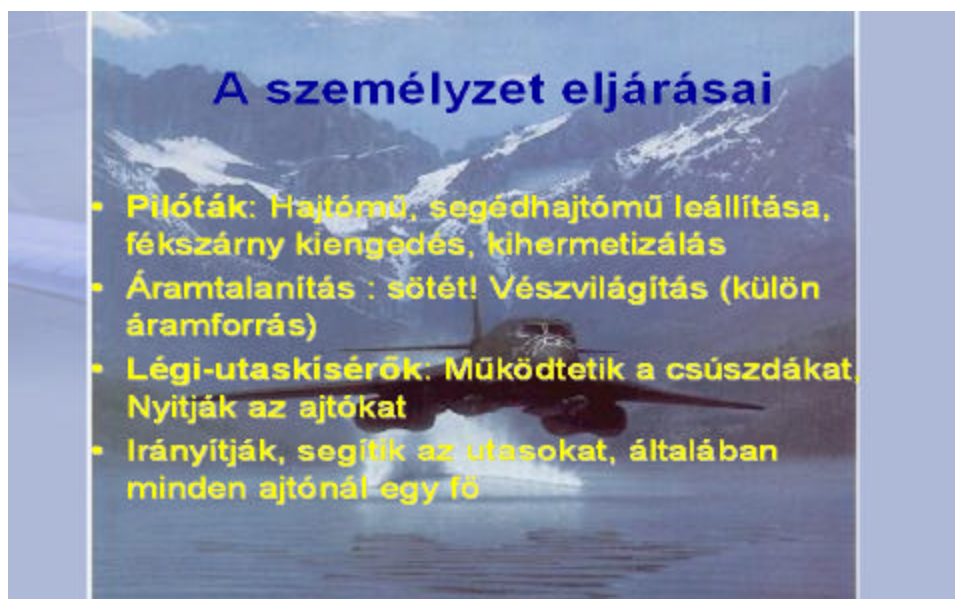 A személyzet eljárásai
• Pilóták: Hajtómű, segédhajtómű leállítása,
fékszárny kiengedés, kihermetizálás
• Áramtalanítás : sötét! Vészvilágítás (külön
áramforrás)
• Légi-utaskísérők: Működtetik a csúszdákat,
Nyitják az ajtókat
• Irányítják, segítik az utasokat, általában
minden ajtónál egy fő